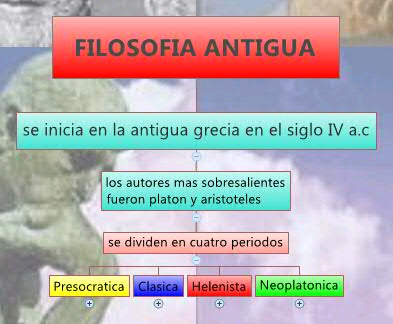 FILOSOFIA ANTIGUA
se inicia en la antigua grecia en el siglo IV a.c
los autores mas sobresalientes
fueron platon y aristoteles
se dividen en cuatro periodos
Presocratica Clasica Helenista Neoplatonica